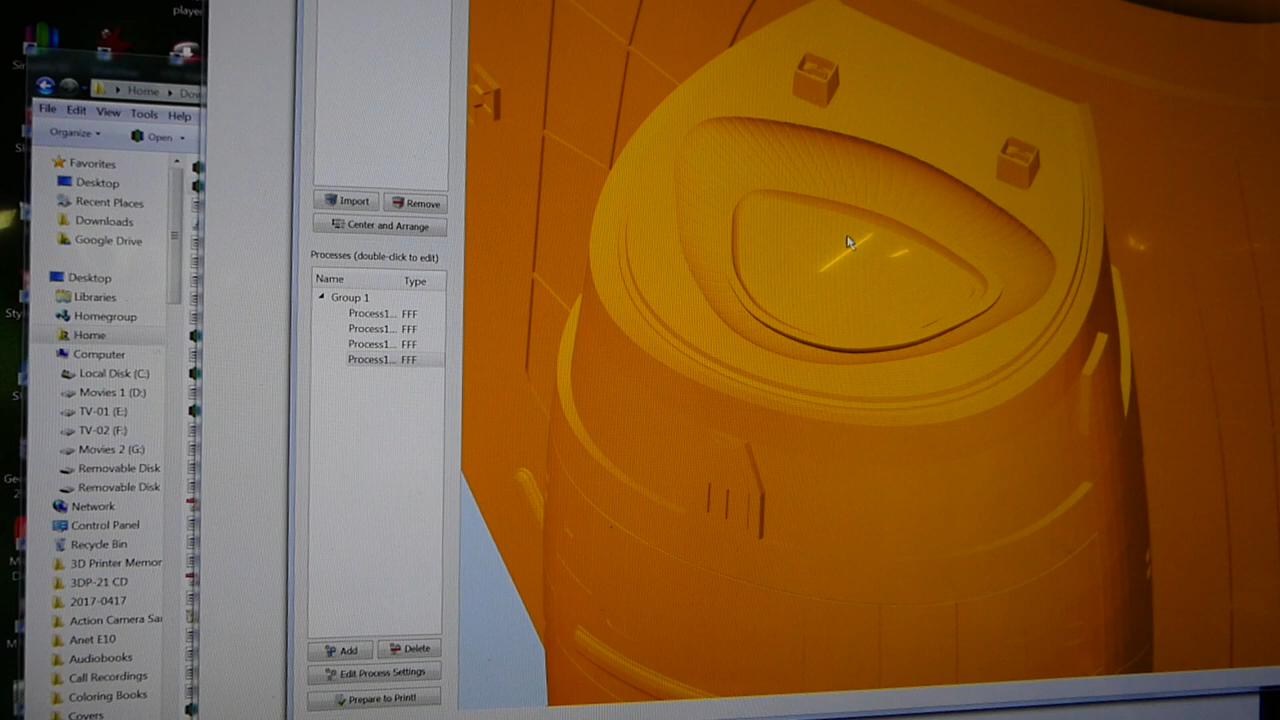 playe
Home
Dow
File Edit View Tools Help
Organize
Open
Favorites
Desktop
Recent Places
Downloads
Google Drive
Desktop
Libraries
Homegroup
Home
Computer
Local Disk (C:)
Movies 1 (D:)
TV-01 (E:)
TV-02 (F:)
Movies 2 (G:)
Removable Disk
Removable Disk
Network
Control Panel
Recycle Bin
3D Printer Memor
3DP-21 CD
2017-0417
Action Camera Sa
Anet E10
Audiobooks
Call Recordings
Coloring Books
Covers
Import
Remove
Center and Arrange
Processes (double-click to edit)
Name Type
Group 1
Process1... FFF
Process1... FFF
Process1... FFF
Process1... FFF
Add
Delete
Edit Process Settings
Prepare to Print!